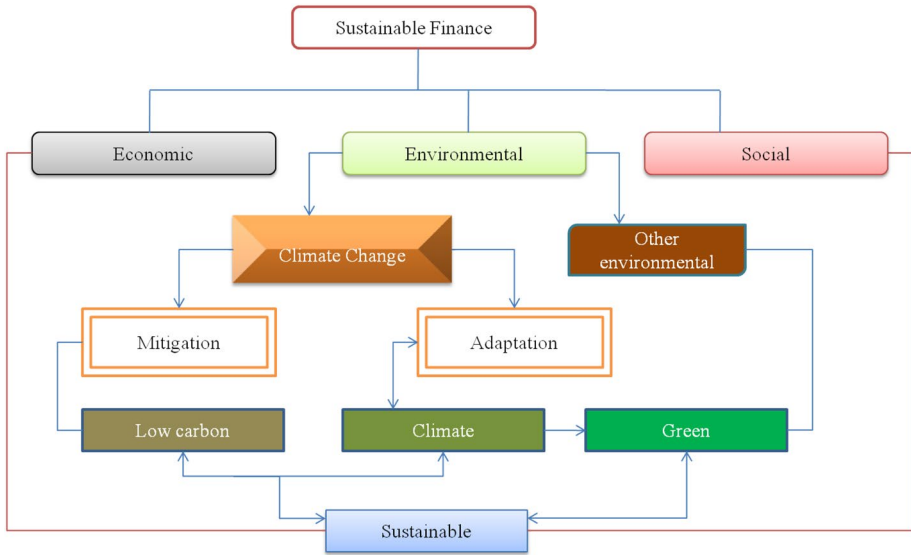 Sustainable Finance
Economic
Environmental
Social
Climate Change
Other
environmental
Mitigation
Adaptation
Low carbon
Climate
Green
Sustainable